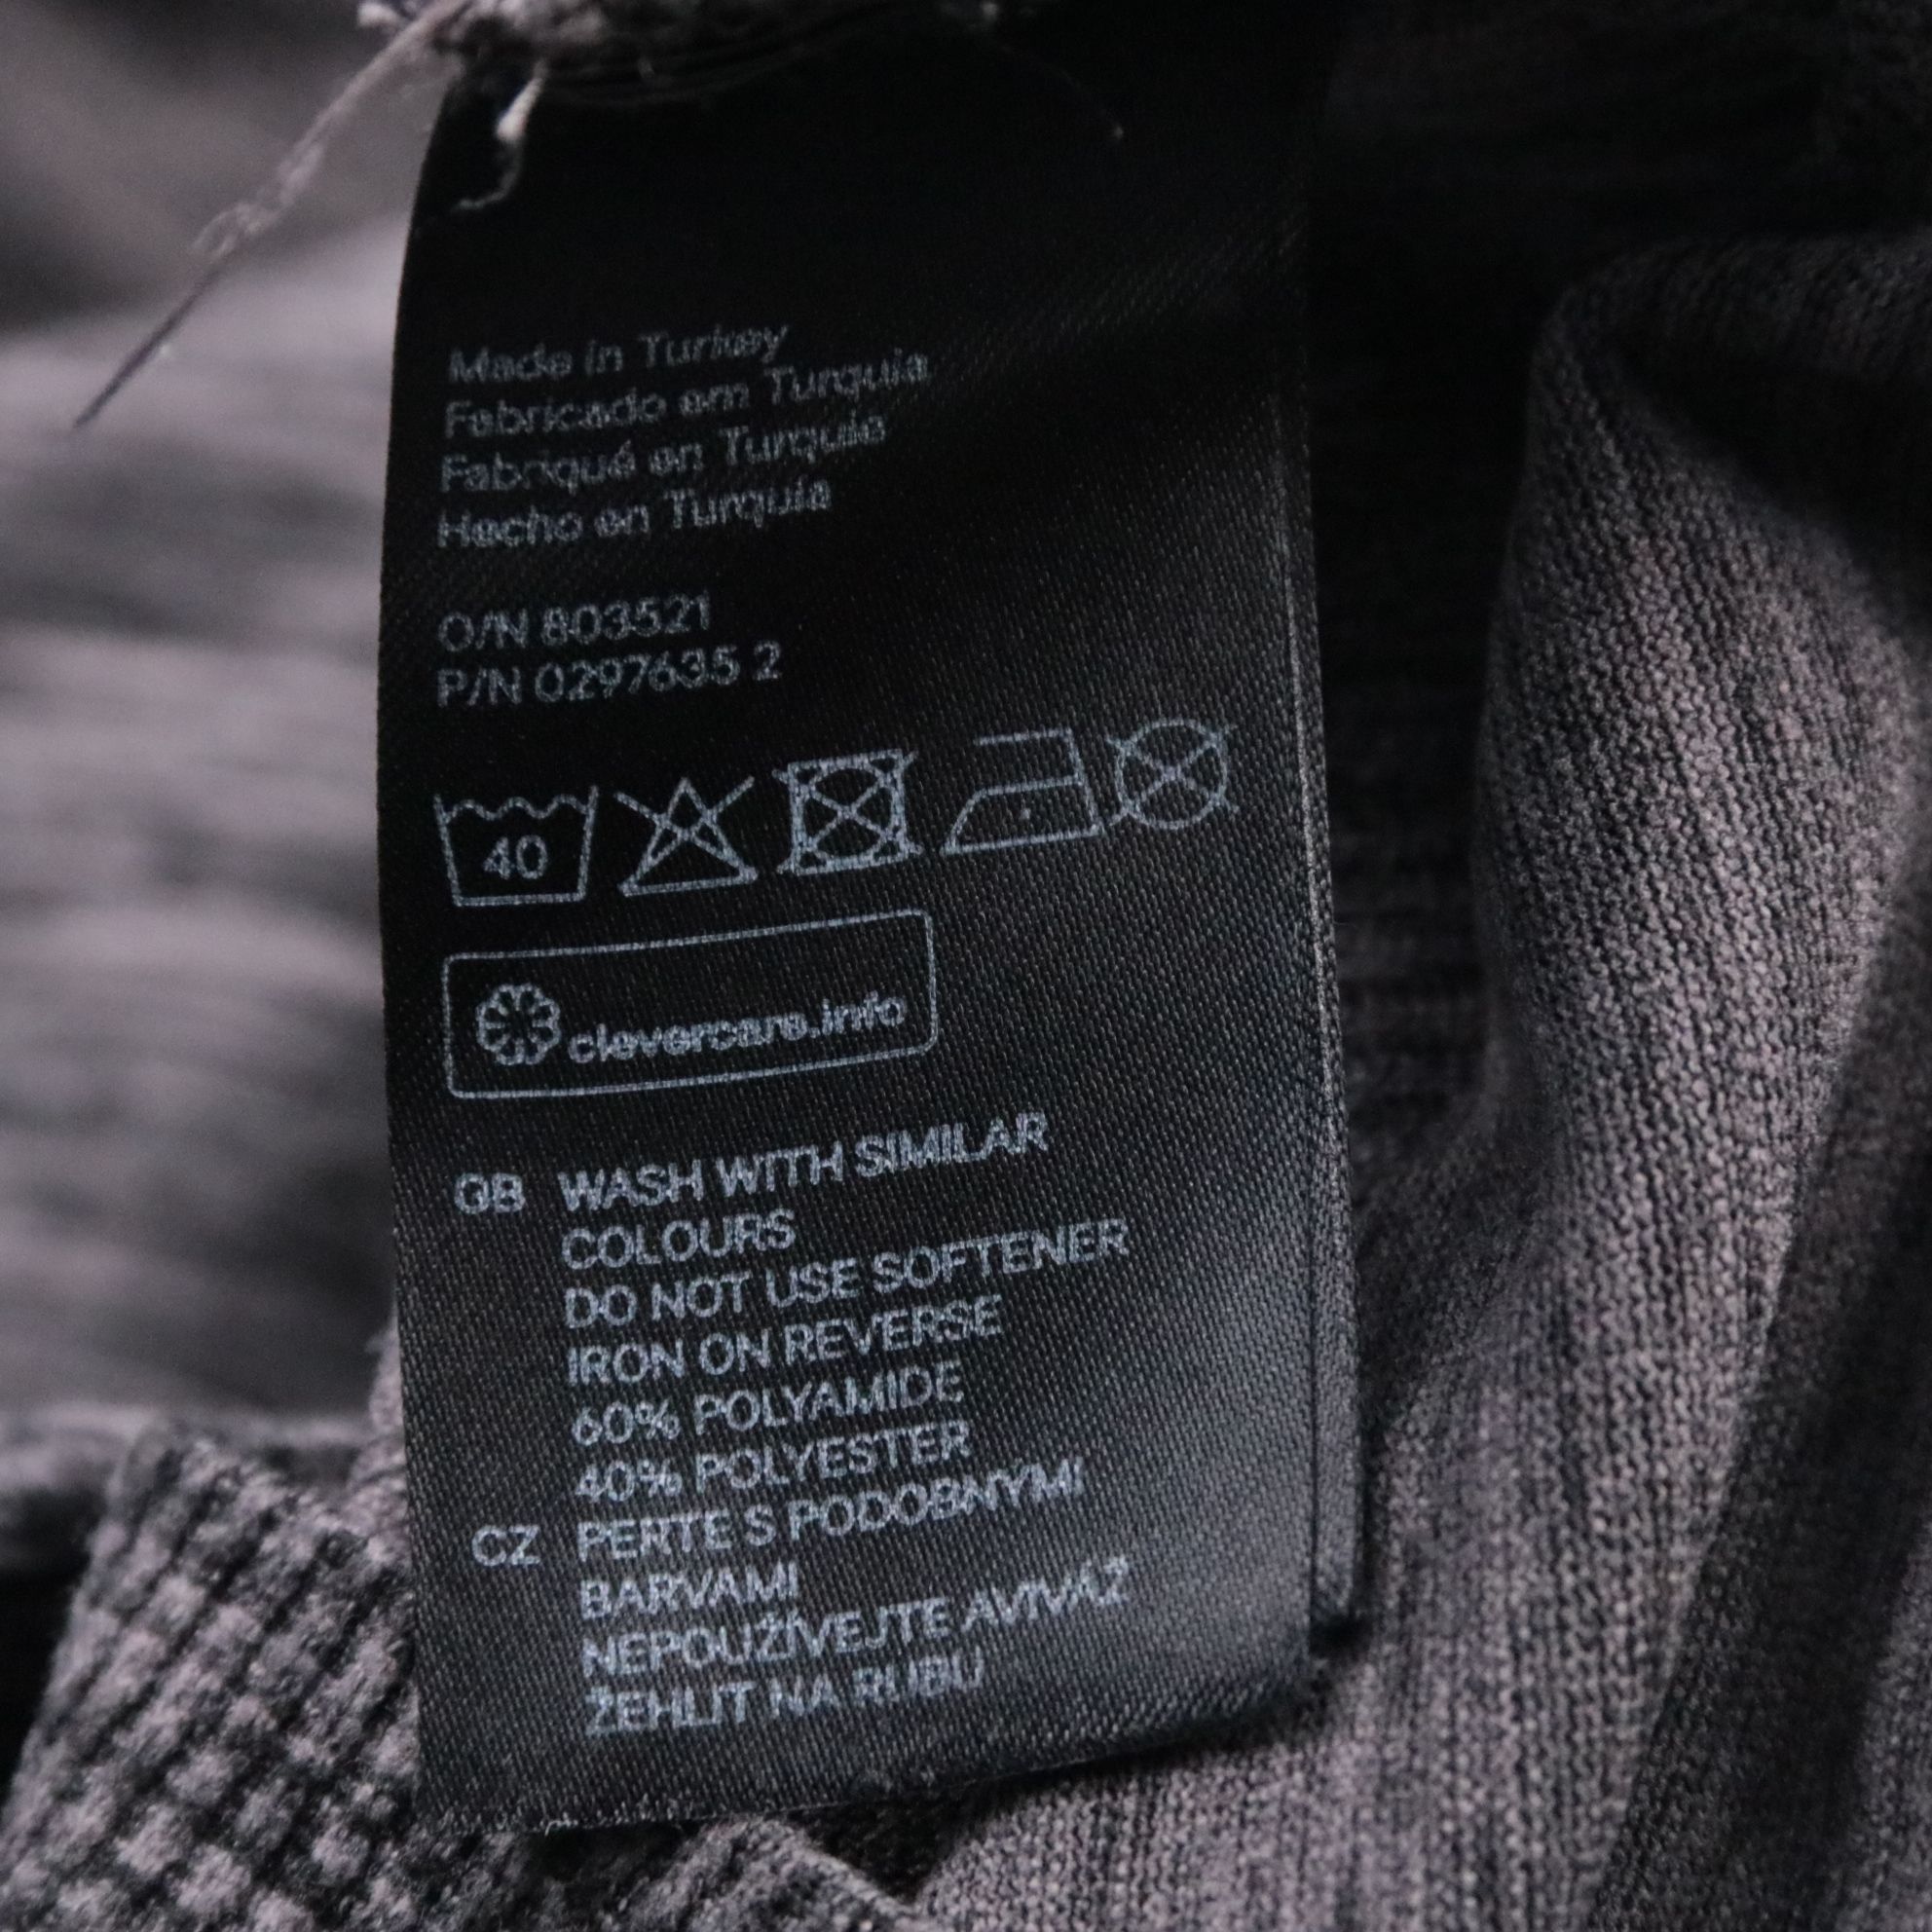 Made in Turkey
Fabricado em Turquia
Fabriqué en Turquie
Hecho en Turquia
O/N 803521
P/N 0297635 2
40
clevercare.info
GB WASH WITH SIMILAR
COLOURS
DO NOT USE SOFTENER
IRON ON REVERSE
60% POLYAMIDE
40% POLYESTER
CZ PERTE S PODOBNÝMI
BARVAMI
NEPOUŽÍVEJTE AVIVÁŽ
ŽEHLIT NA RUBU